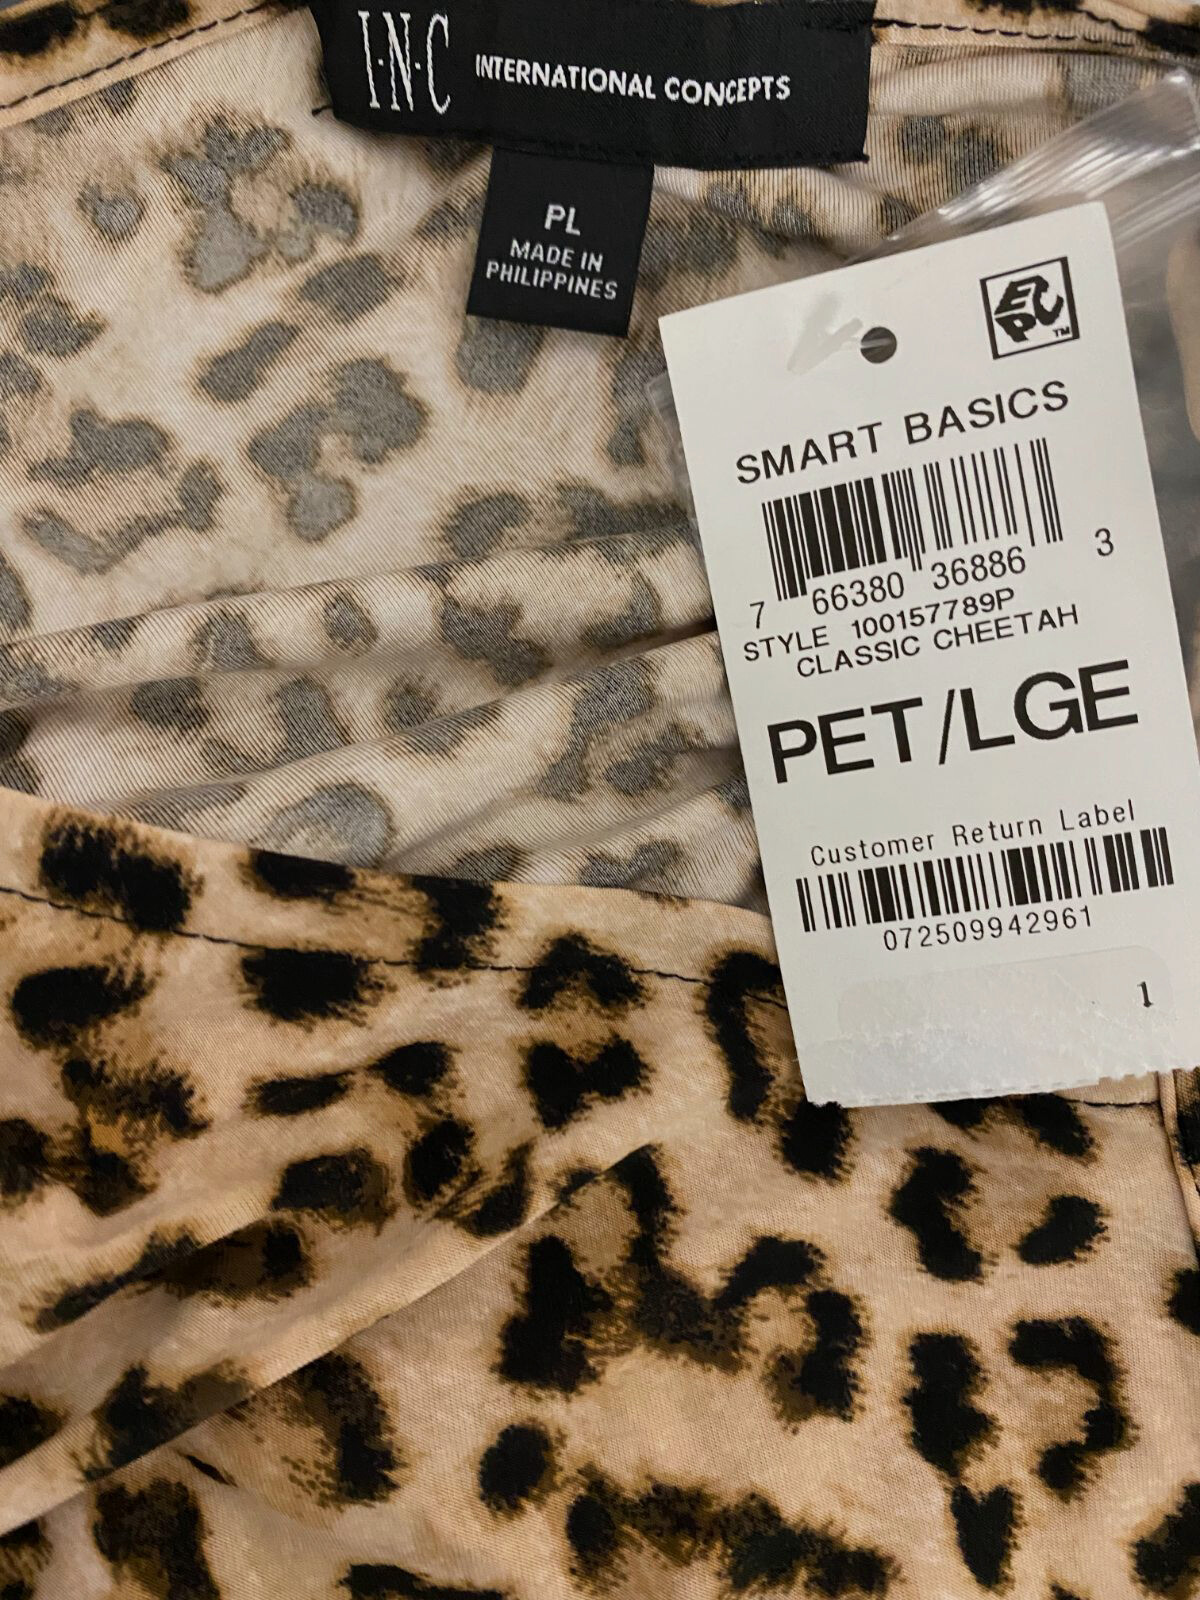 I·N·C INTERNATIONAL CONCEPTS
PL
MADE IN
PHILIPPINES
EPC™
SMART BASICS
7 66380 36886 3
STYLE 100157789P
CLASSIC CHEETAH
PET/LGE
Customer Return Label
072509942961
1